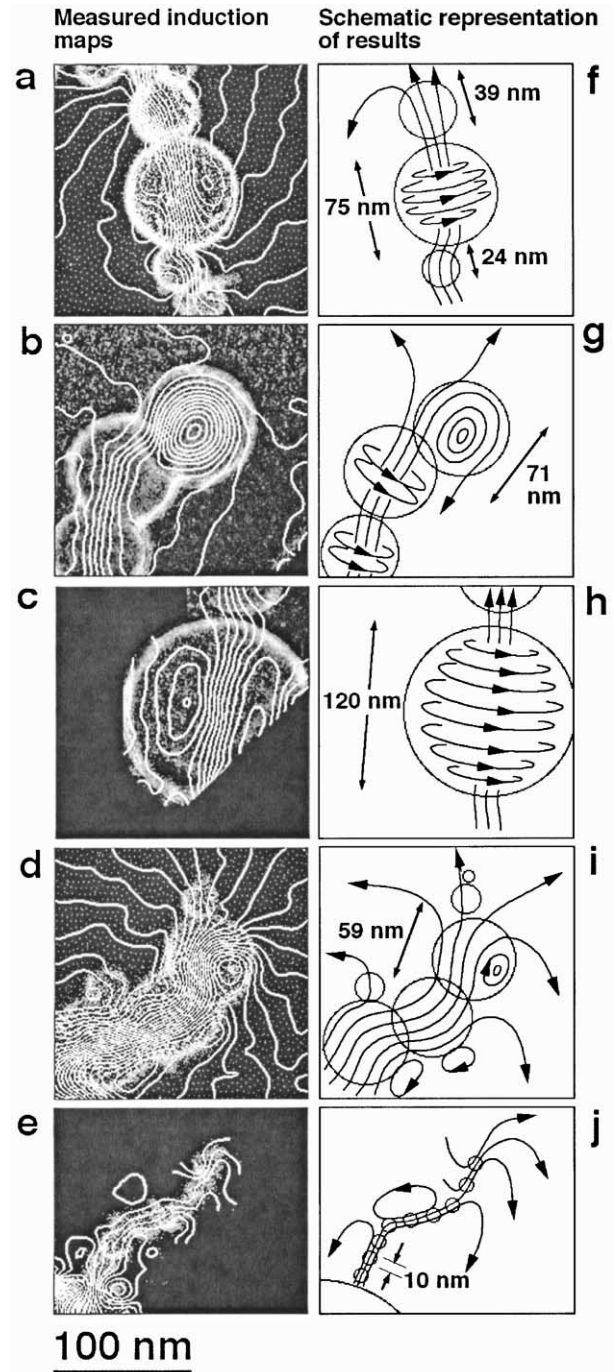 Measured induction maps
Schematic representation of results
a
f
39 nm
75 nm
24 nm
b
g
71 nm
c
h
120 nm
d
i
59 nm
e
j
10 nm
100 nm